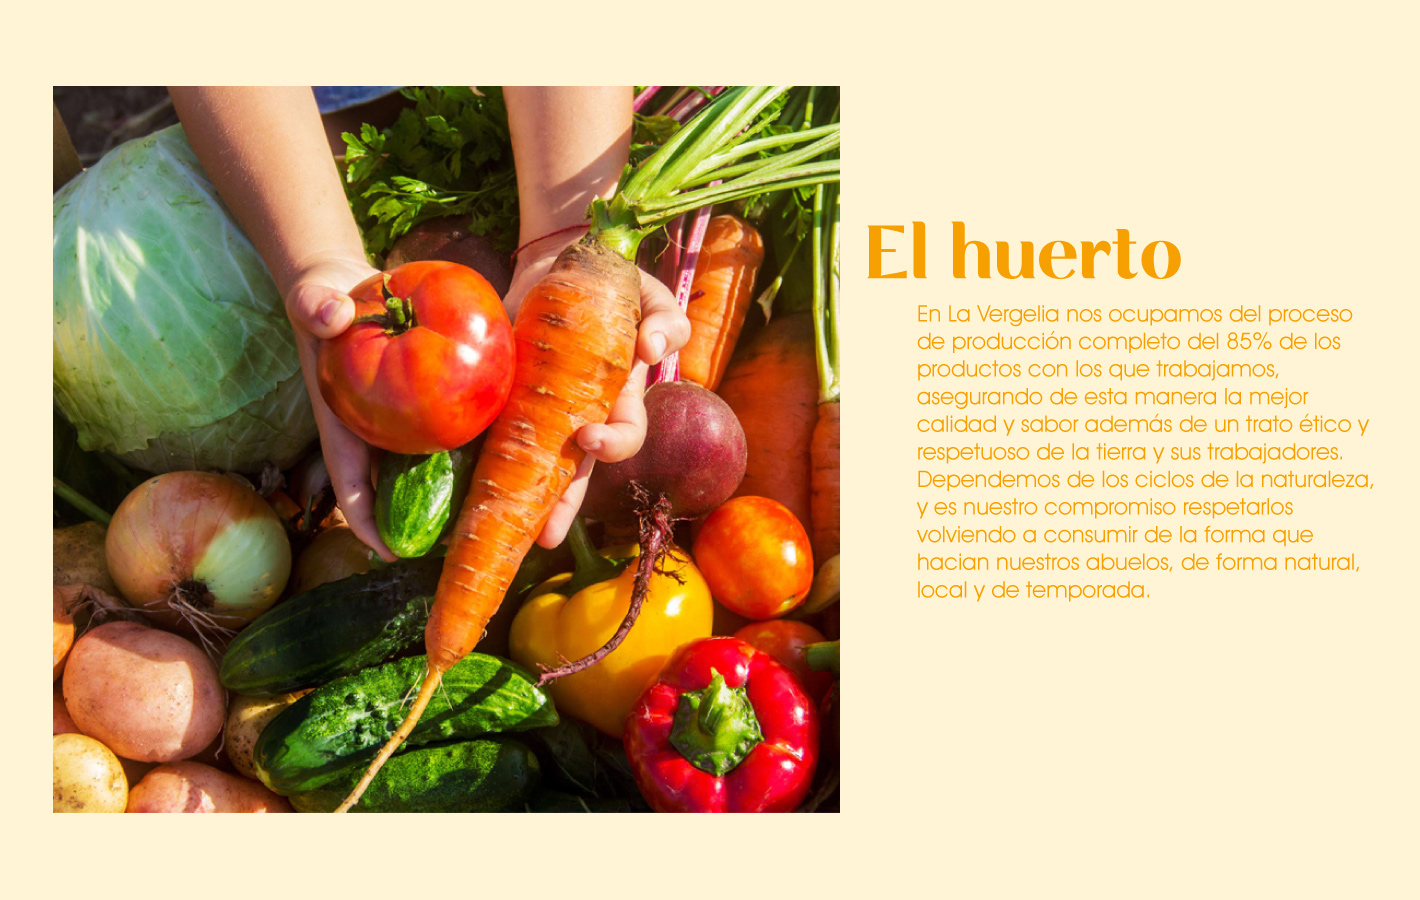 El huerto
En La Vergelia nos ocupamos del proceso
de producción completo del 85% de los
productos con los que trabajamos,
asegurando de esta manera la mejor
calidad y sabor además de un trato ético y
respetuoso de la tierra y sus trabajadores.
Dependemos de los ciclos de la naturaleza,
y es nuestro compromiso respetarlos
volviendo a consumir de la forma que
hacian nuestros abuelos, de forma natural,
local y de temporada.